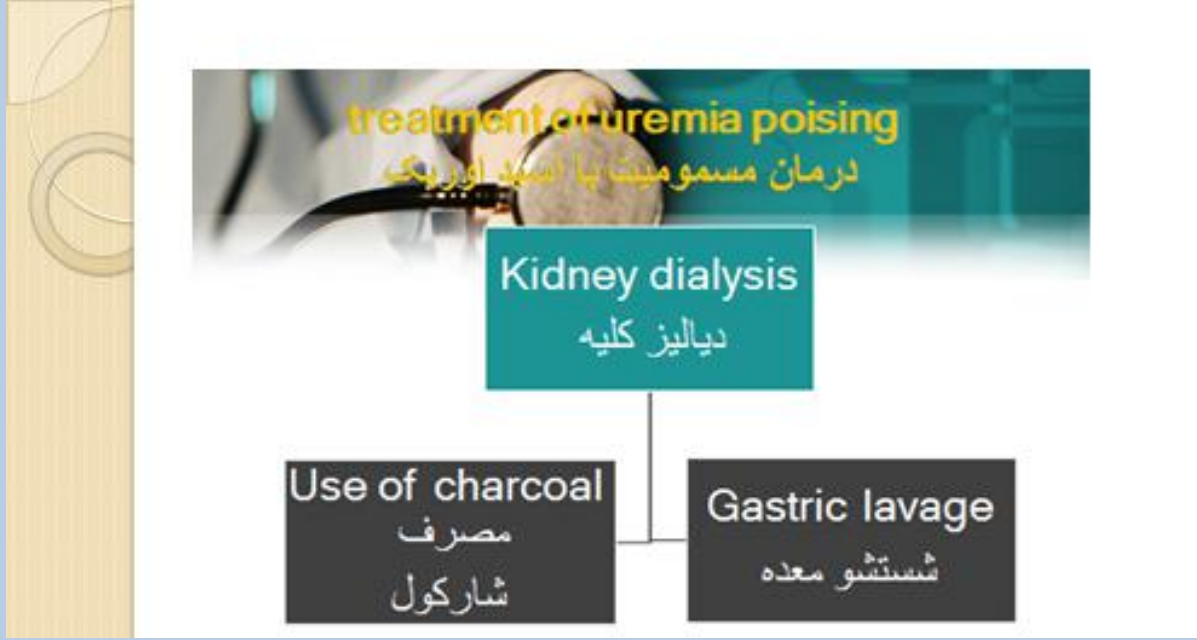 treatment of uremia poising
درمان مسمومیت با اسید اوریک
Kidney dialysis
دیالیز کلیه
Use of charcoal
مصرف
شارکول
Gastric lavage
شستشو معده